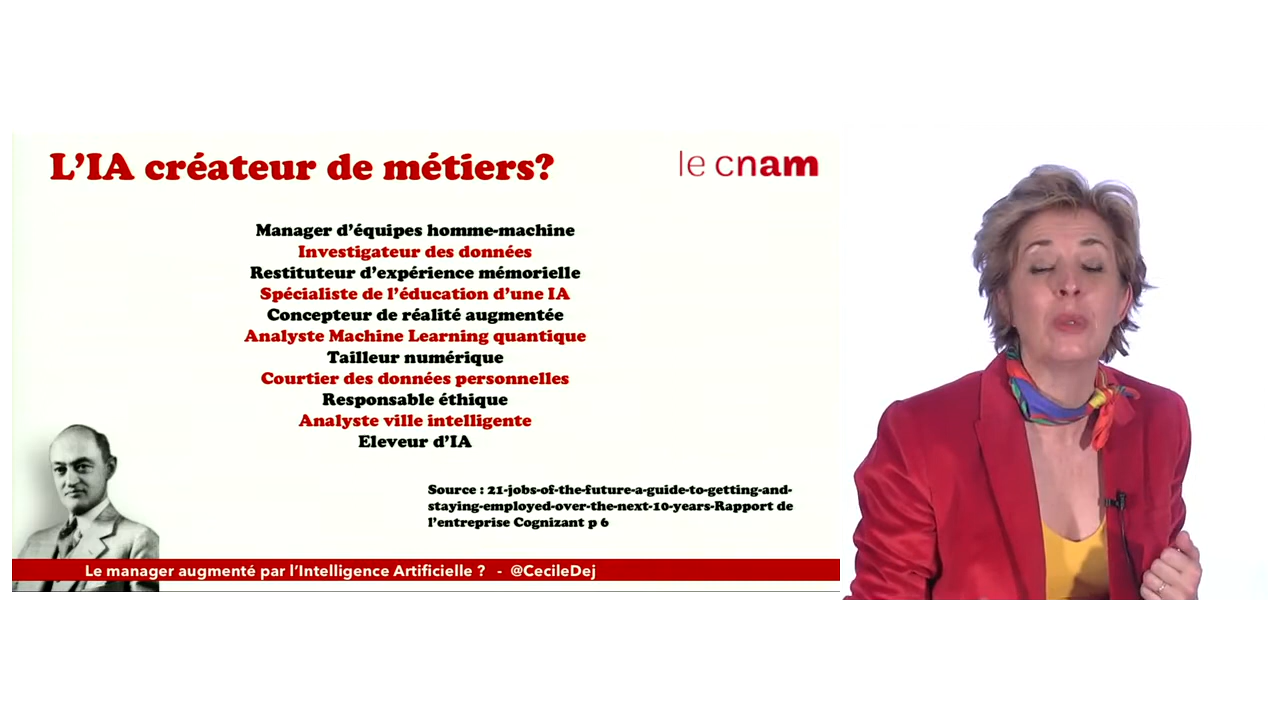 L'IA créateur de métiers?
le cnam
Manager d'équipes homme-machine
Investigateur des données
Restituteur d'expérience mémorielle
Spécialiste de l'éducation d'une IA
Concepteur de réalité augmentée
Analyste Machine Learning quantique
Tailleur numérique
Courtier des données personnelles
Responsable éthique
Analyste ville intelligente
Eleveur d'IA
Source : 21-jobs-of-the-future-a-guide-to-getting-and-
staying-employed-over-the-next-10-years-Rapport de
l'entreprise Cognizant p 6
Le manager augmenté par l'Intelligence Artificielle ? - @CecileDej